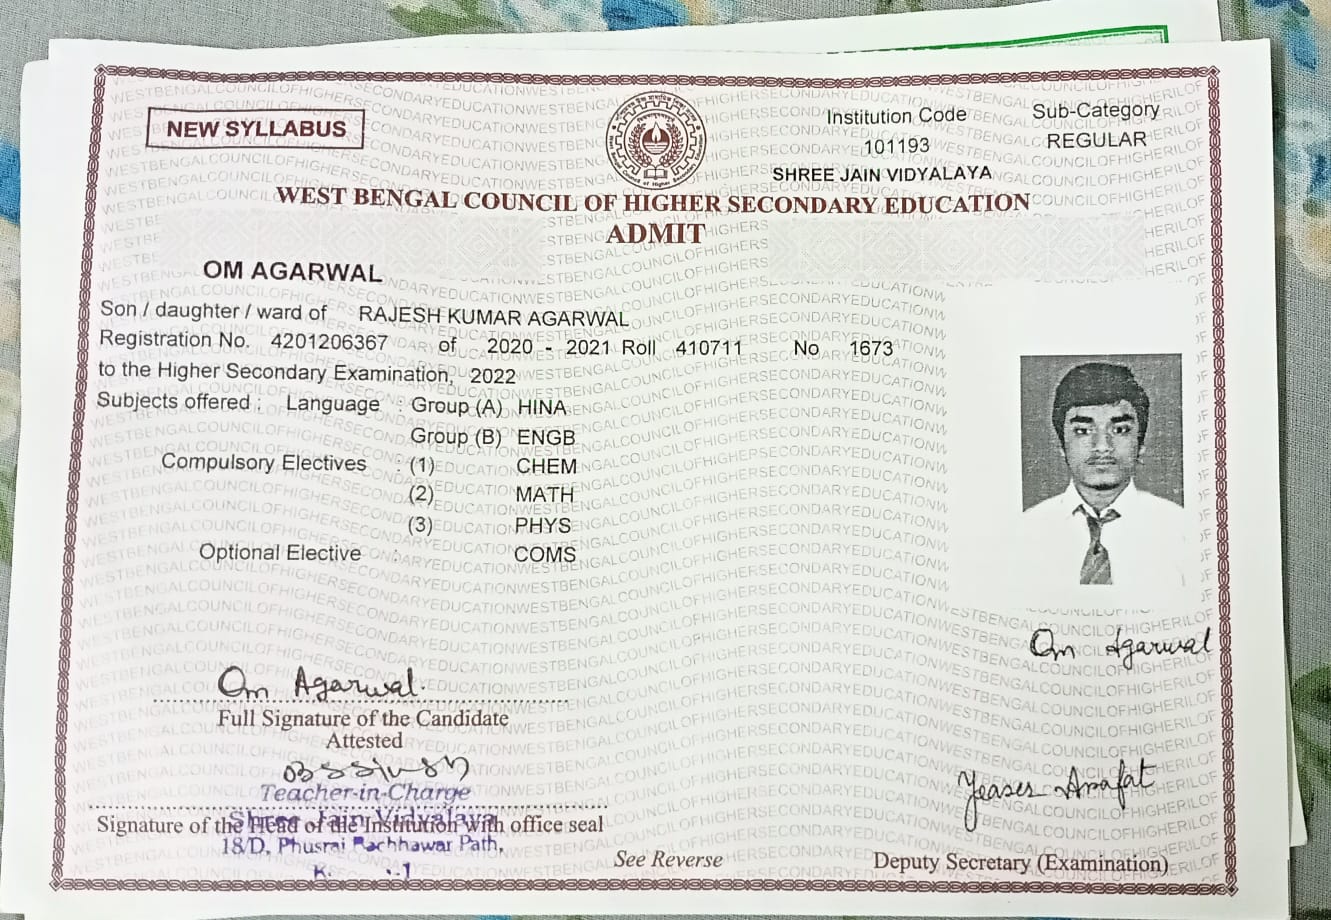 NEW SYLLABUS
Institution Code
101193
SHREE JAIN VIDYALAYA
Sub-Category
REGULAR
WEST BENGAL COUNCIL OF HIGHER SECONDARY EDUCATION
ADMIT
OM AGARWAL
Son / daughter / ward of RAJESH KUMAR AGARWAL
Registration No. 4201206367 of 2020 - 2021 Roll 410711 No 1673
to the Higher Secondary Examination, 2022
Subjects offered : Language : Group (A) HINA
Group (B) ENGB
Compulsory Electives : (1) CHEM
(2) MATH
(3) PHYS
Optional Elective : COMS
Om Agarwal
Om Agarwal.
Full Signature of the Candidate
Attested
Teacher-in-Charge
Shree Jain Vidyalaya
Signature of the Head of the Institution with office seal
18/D, Phusraj Path,
See Reverse
Yeaser Arafat
Deputy Secretary (Examination)